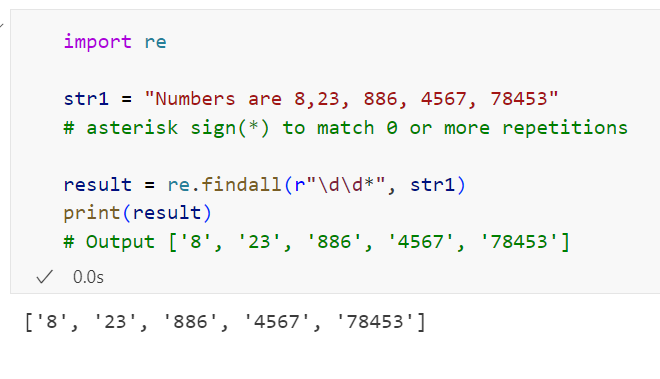 import re
str1 = "Numbers are 8,23, 886, 4567, 78453"
# asterisk sign(*) to match 0 or more repetitions
result = re.findall(r"\d\d*", str1)
print(result)
# Output ['8', '23', '886', '4567', '78453']
0.0s
['8', '23', '886', '4567', '78453']